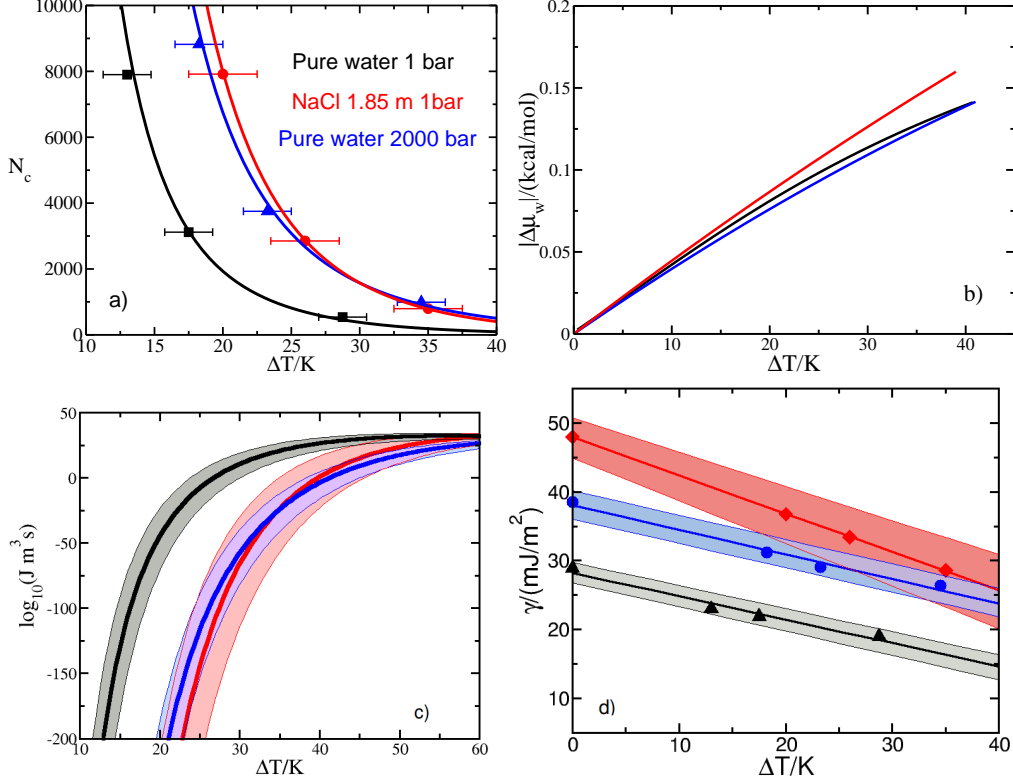 10000
8000
6000
4000
2000
0
N_c
Pure water 1 bar
NaCl 1.85 m 1bar
Pure water 2000 bar
a)
10 15 20 25 30 35 40
ΔT/K
0.2
0.15
0.1
0.05
0
|Δμ_w|/(kcal/mol)
b)
0 10 20 30 40
ΔT/K
50
0
-50
-100
-150
-200
log_10(J m^3 s)
c)
10 20 30 40 50 60
ΔT/K
50
40
30
20
10
γ/(mJ/m^2)
d)
0 10 20 30 40
ΔT/K